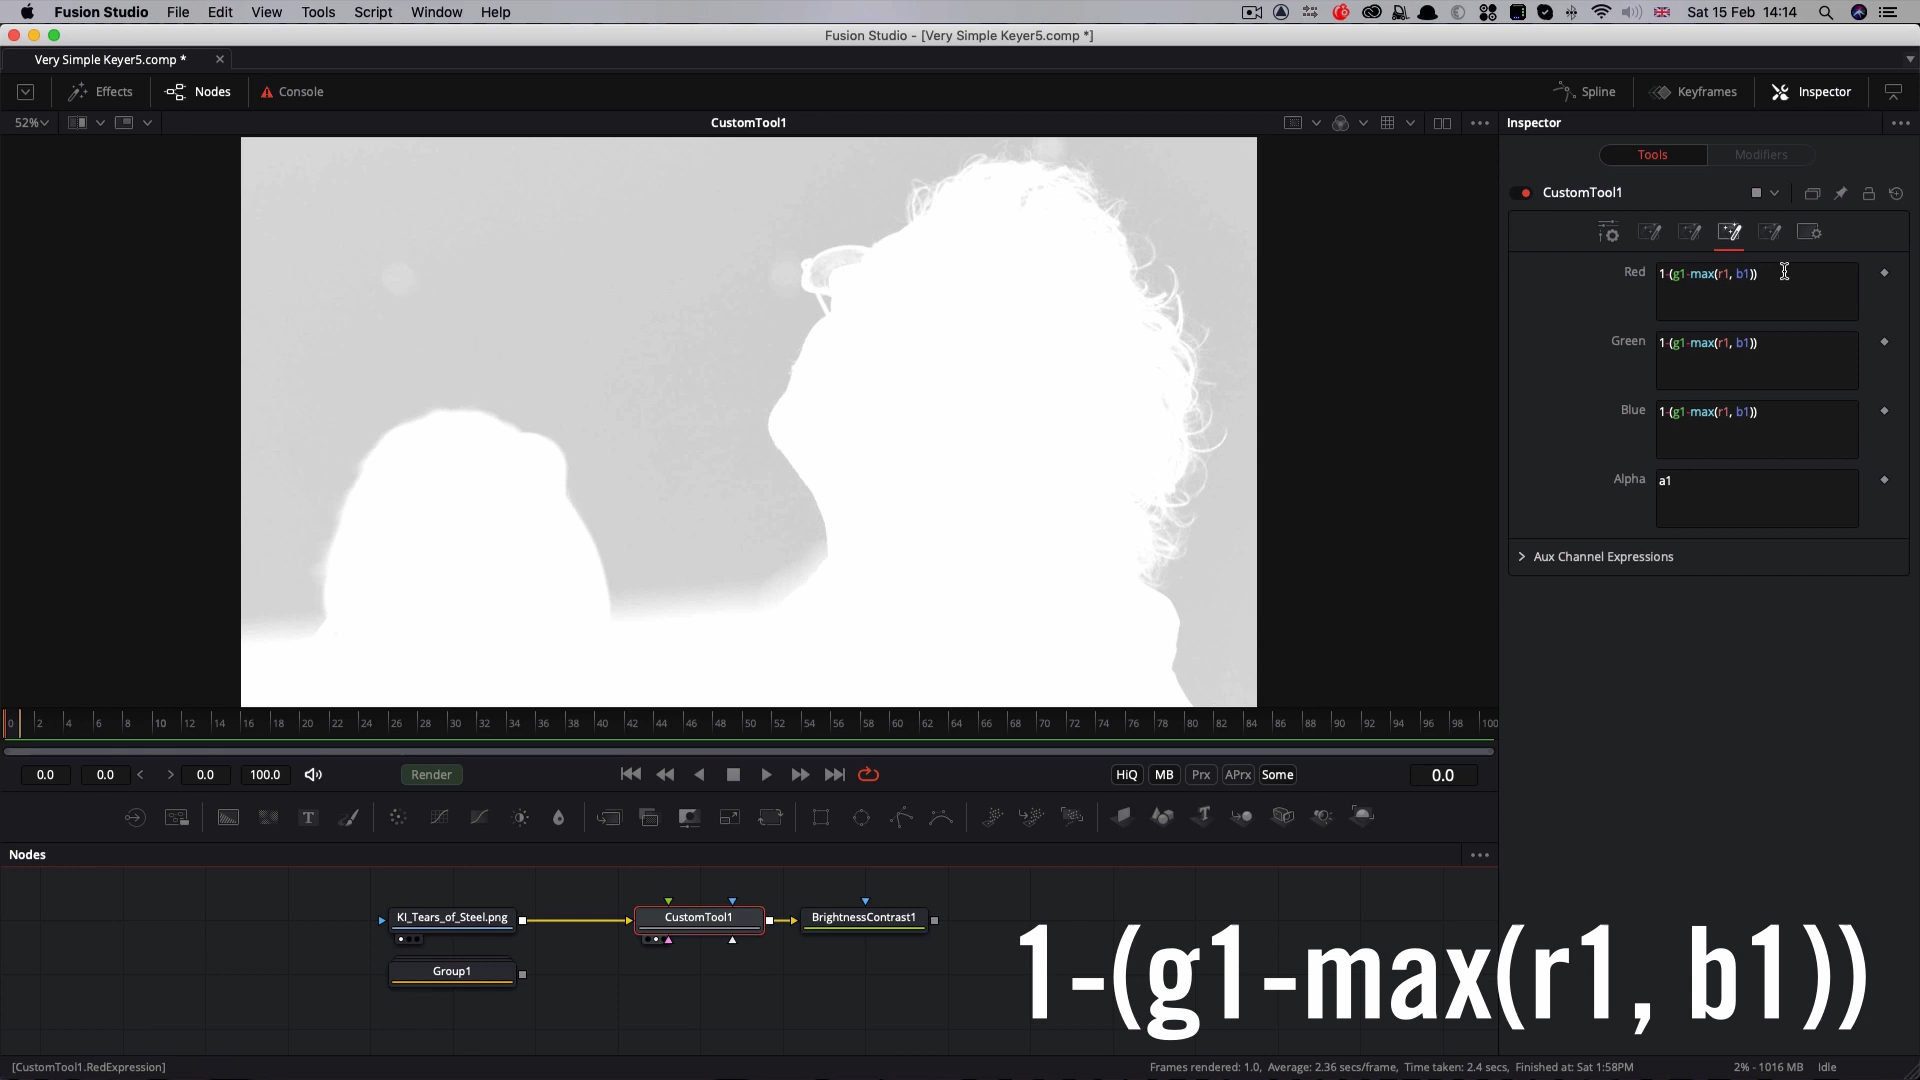 Fusion Studio File Edit View Tools Script Window Help Sat 15 Feb 14:14
Fusion Studio - [Very Simple Keyer5.comp *]
Very Simple Keyer5.comp *
Effects Nodes Console Spline Keyframes Inspector
52% CustomTool1 Inspector
Tools Modifiers
CustomTool1
Red 1-(g1-max(r1, b1))
Green 1-(g1-max(r1, b1))
Blue 1-(g1-max(r1, b1))
Alpha a1
Aux Channel Expressions
0 2 4 6 8 10 12 14 16 18 20 22 24 26 28 30 32 34 36 38 40 42 44 46 48 50 52 54 56 58 60 62 64 66 68 70 72 74 76 78 80 82 84 86 88 90 92 94 96 98 100
0.0 0.0 < > 0.0 100.0 Render HiQ MB Prx APrx Some 0.0
Nodes
KI_Tears_of_Steel.png CustomTool1 BrightnessContrast1
Group1
1-(g1-max(r1, b1))
[CustomTool1.RedExpression] Frames rendered: 1.0, Average: 2.36 secs/frame, Time taken: 2.4 secs, Finished at: Sat 1:58PM 2% - 1016 MB Idle